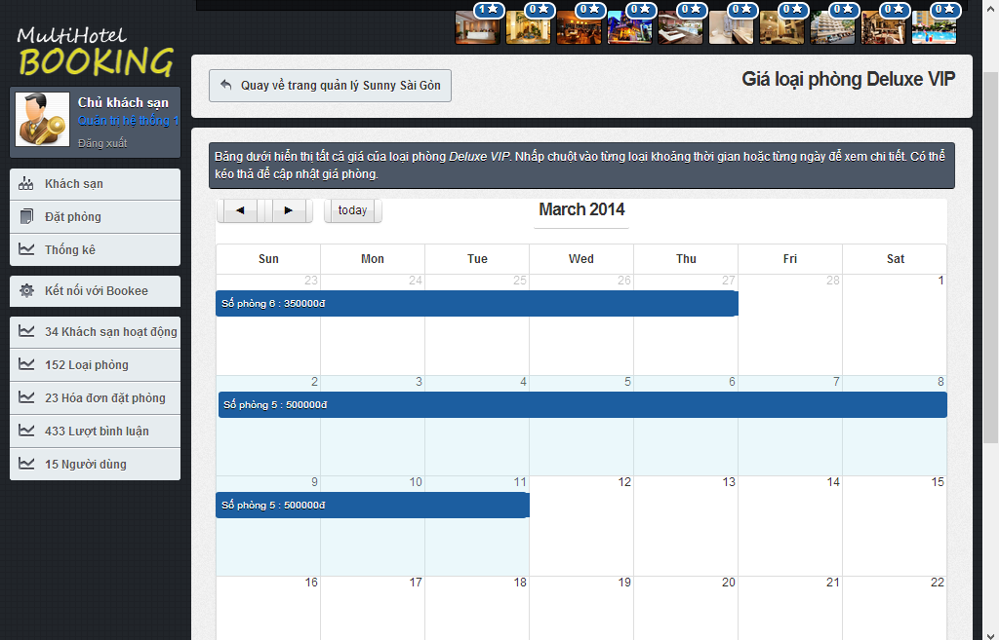 1★ 0★ 0★ 0★ 0★ 0★ 0★ 0★ 0★ 0★
MultiHotel
BOOKING
Chủ khách sạn
Quản trị hệ thống 1
Đăng xuất
Khách sạn
Đặt phòng
Thống kê
Kết nối với Bookee
34 Khách sạn hoạt động
152 Loại phòng
23 Hóa đơn đặt phòng
433 Lượt bình luận
15 Người dùng
Quay về trang quản lý Sunny Sài Gòn
Giá loại phòng Deluxe VIP
Bảng dưới hiển thị tất cả giá của loại phòng Deluxe VIP. Nhấp chuột vào từng loại khoảng thời gian hoặc từng ngày để xem chi tiết. Có thể
kéo thả để cập nhật giá phòng.
◄ ► today
March 2014
Sun Mon Tue Wed Thu Fri Sat
23 24 25 26 27 28 1
Số phòng 6 : 350000đ
2 3 4 5 6 7 8
Số phòng 5 : 500000đ
9 10 11 12 13 14 15
Số phòng 5 : 500000đ
16 17 18 19 20 21 22